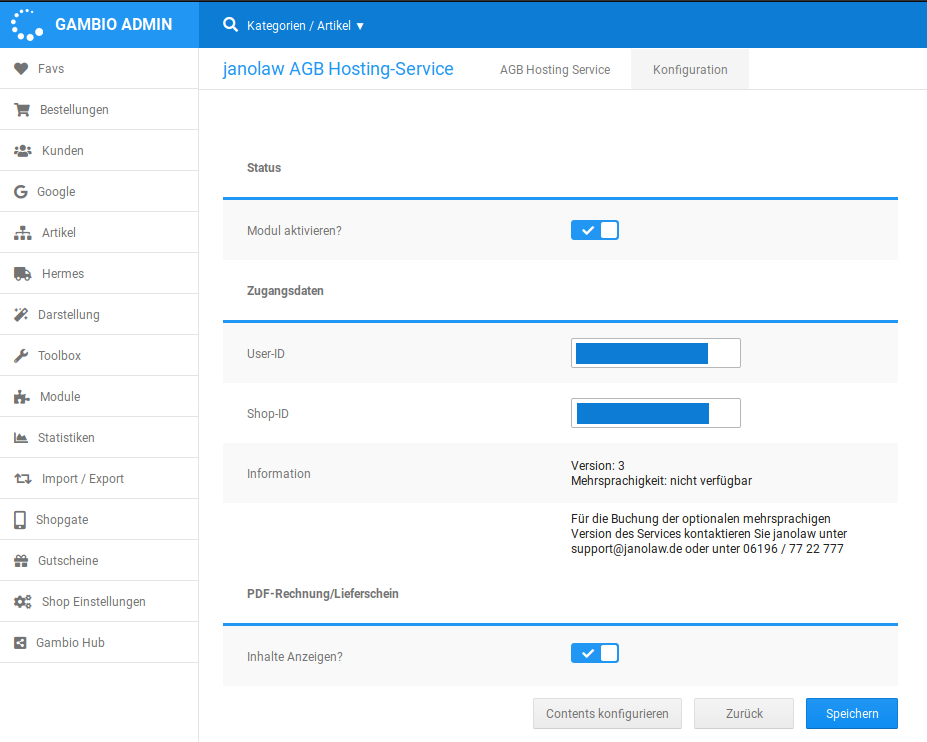 GAMBIO ADMIN
Kategorien / Artikel ▼
Favs
Bestellungen
Kunden
Google
Artikel
Hermes
Darstellung
Toolbox
Module
Statistiken
Import / Export
Shopgate
Gutscheine
Shop Einstellungen
Gambio Hub
janolaw AGB Hosting-Service
AGB Hosting Service
Konfiguration
Status
Modul aktivieren?
Zugangsdaten
User-ID
Shop-ID
Information
Version: 3
Mehrsprachigkeit: nicht verfügbar
Für die Buchung der optionalen mehrsprachigen
Version des Services kontaktieren Sie janolaw unter
support@janolaw.de oder unter 06196 / 77 22 777
PDF-Rechnung/Lieferschein
Inhalte Anzeigen?
Contents konfigurieren
Zurück
Speichern